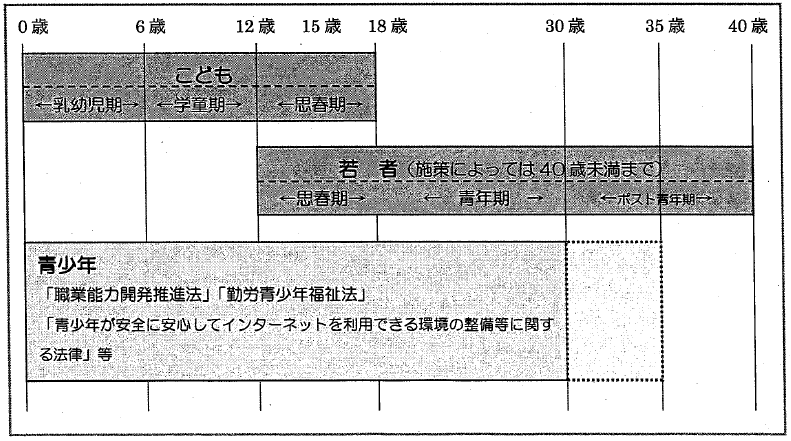 0歳 6歳 12歳 15歳 18歳 30歳 35歳 40歳
こども
←乳幼児期→ ←学童期→ ←思春期→
若 者（施策によっては40歳未満まで）
←思春期→ ← 青年期 → ←ポスト青年期→
青少年
「職業能力開発推進法」「勤労青少年福祉法」
「青少年が安全に安心してインターネットを利用できる環境の整備等に関す
る法律」等